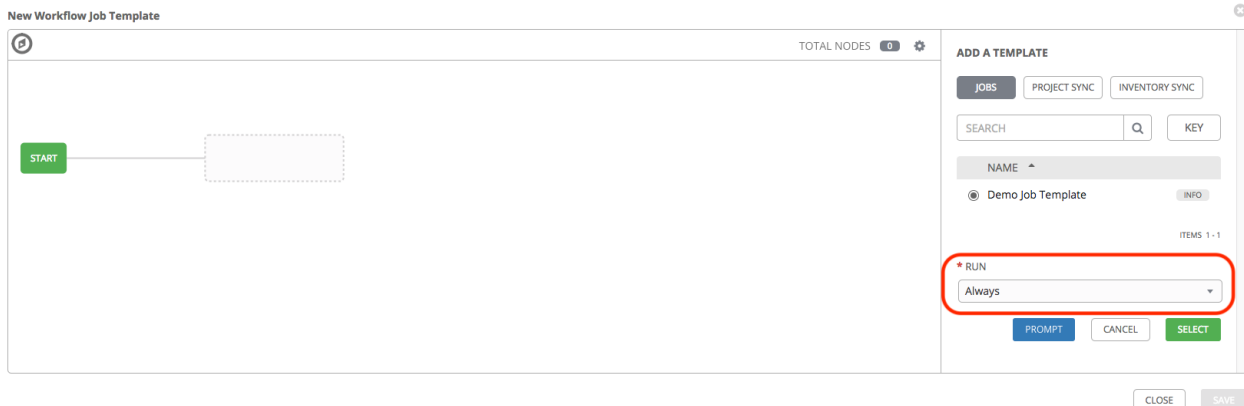 New Workflow Job Template
TOTAL NODES 0
START
ADD A TEMPLATE
JOBS PROJECT SYNC INVENTORY SYNC
SEARCH KEY
NAME
Demo Job Template INFO
ITEMS 1 - 1
* RUN
Always
PROMPT CANCEL SELECT
CLOSE SAVE